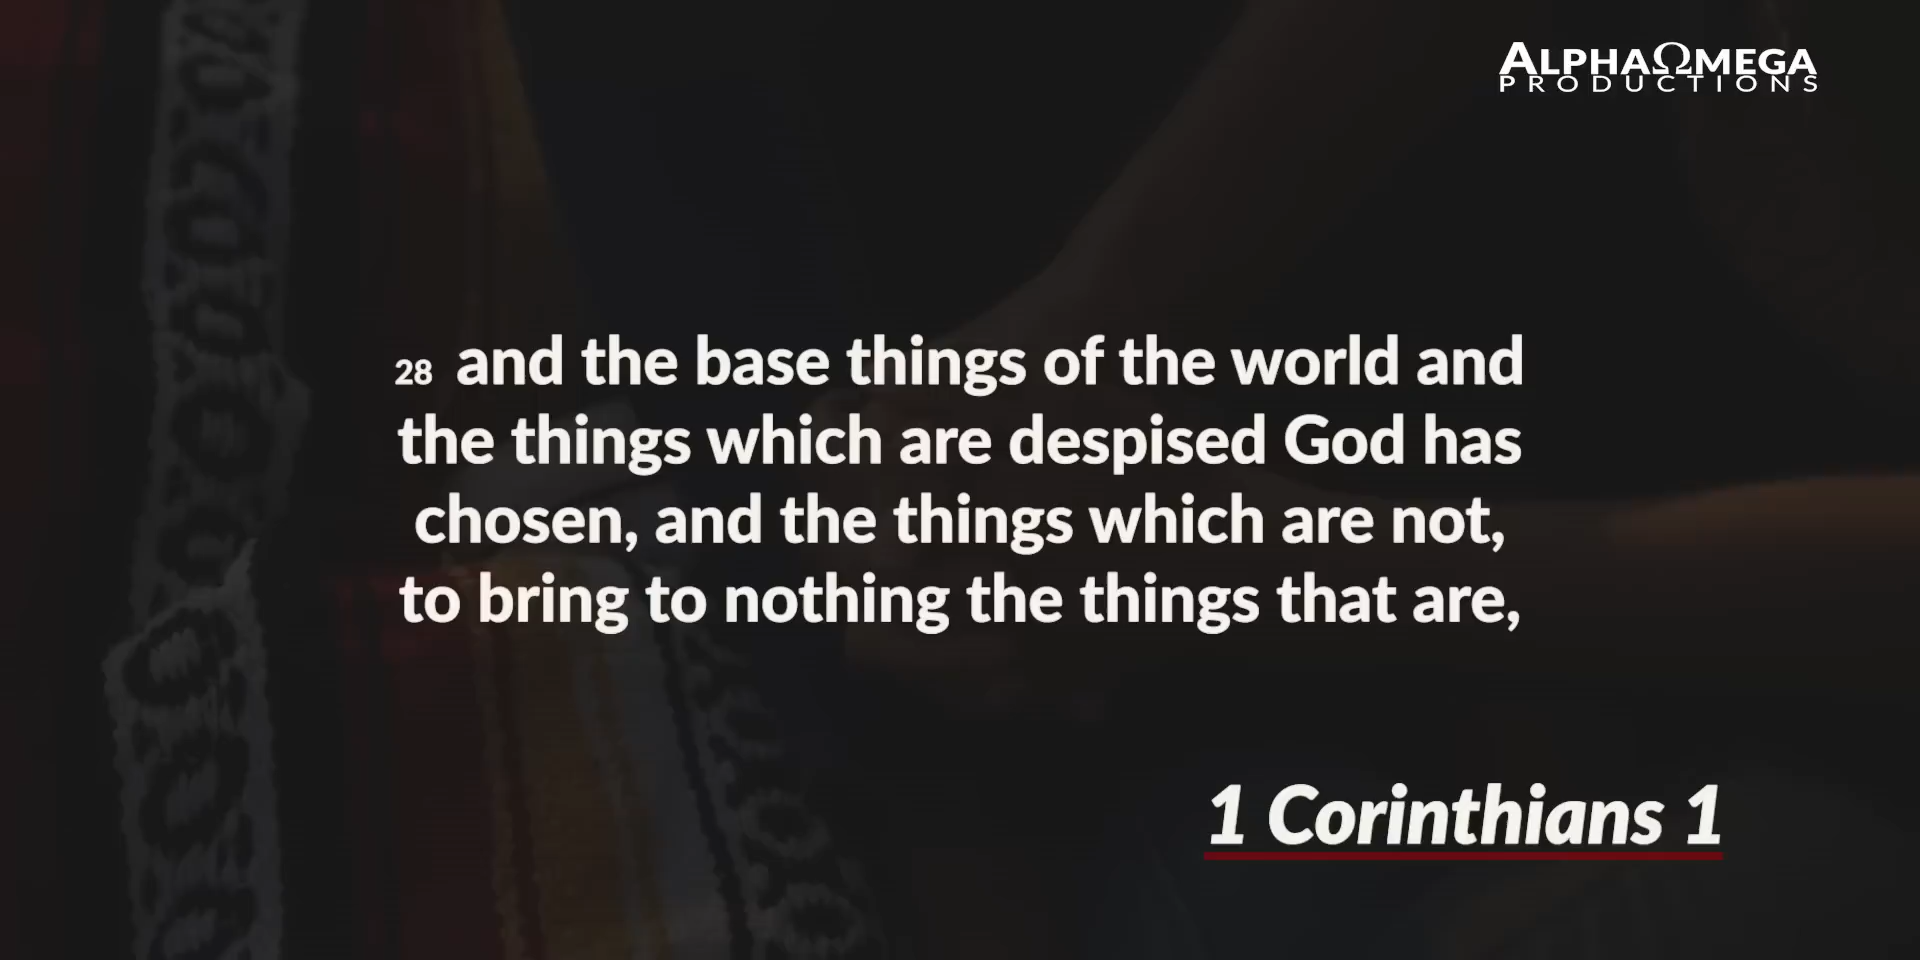 ALPHAΩMEGA
PRODUCTIONS
28 and the base things of the world and
the things which are despised God has
chosen, and the things which are not,
to bring to nothing the things that are,
1 Corinthians 1